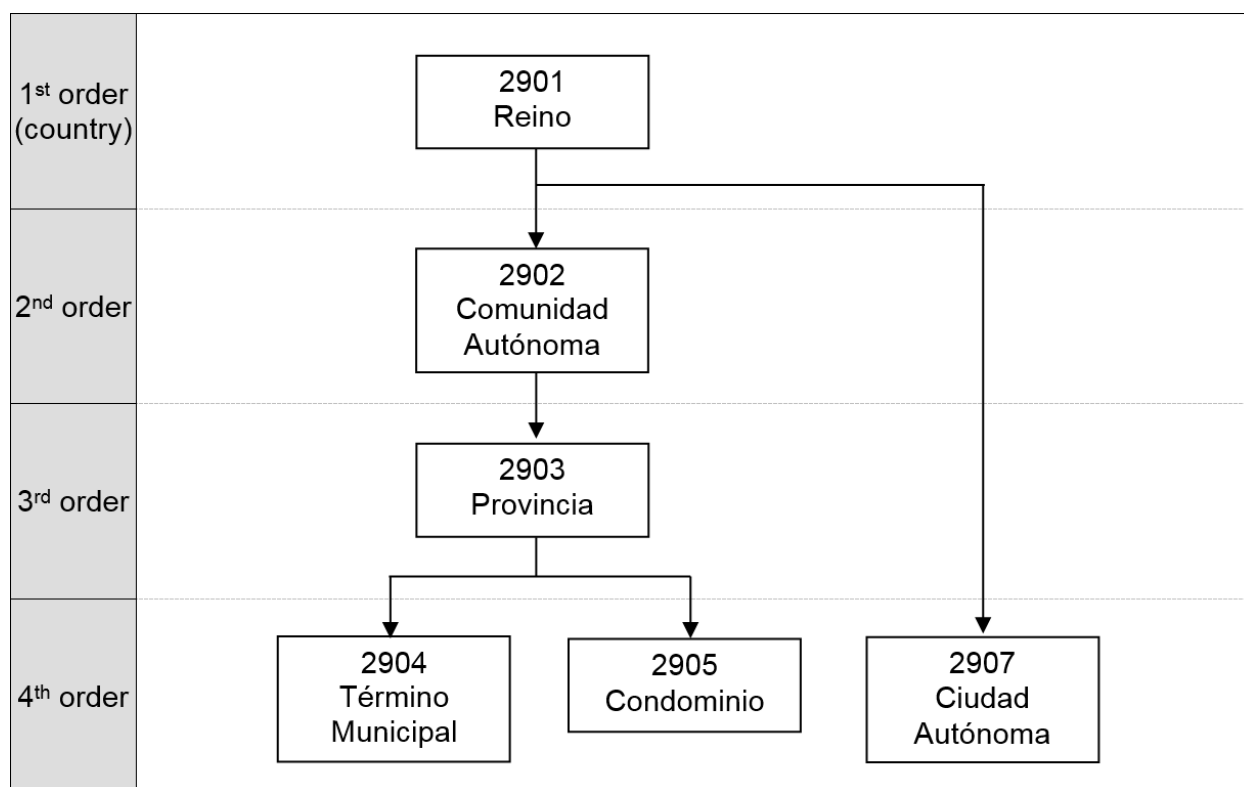 1st order
(country)
2901
Reino
2nd order
2902
Comunidad
Autónoma
3rd order
2903
Provincia
4th order
2904
Término
Municipal
2905
Condominio
2907
Ciudad
Autónoma